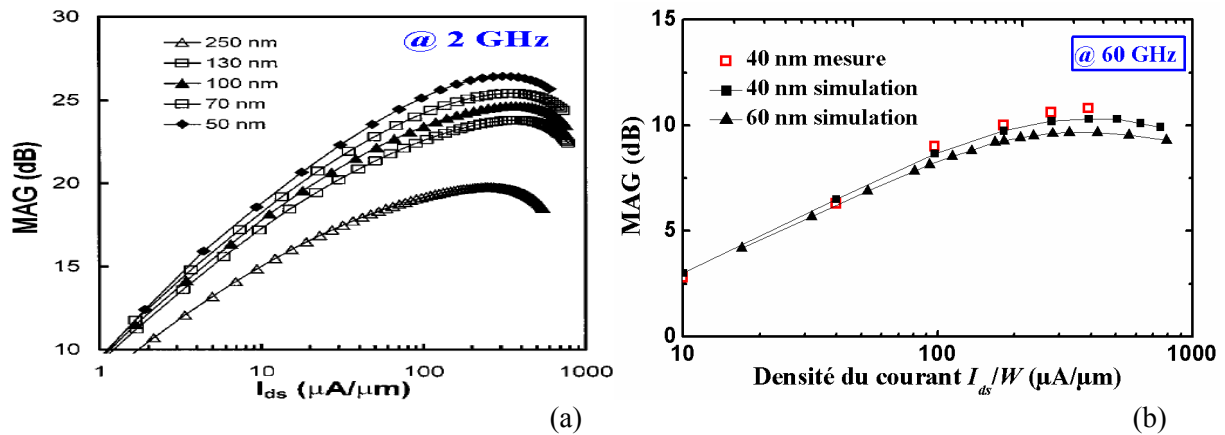 @ 2 GHz
250 nm
130 nm
100 nm
70 nm
50 nm
MAG (dB)
30
25
20
15
10
1
10
100
1000
I_ds (µA/µm)
(a)
@ 60 GHz
40 nm mesure
40 nm simulation
60 nm simulation
MAG (dB)
15
10
5
0
10
100
1000
Densité du courant I_ds/W (µA/µm)
(b)